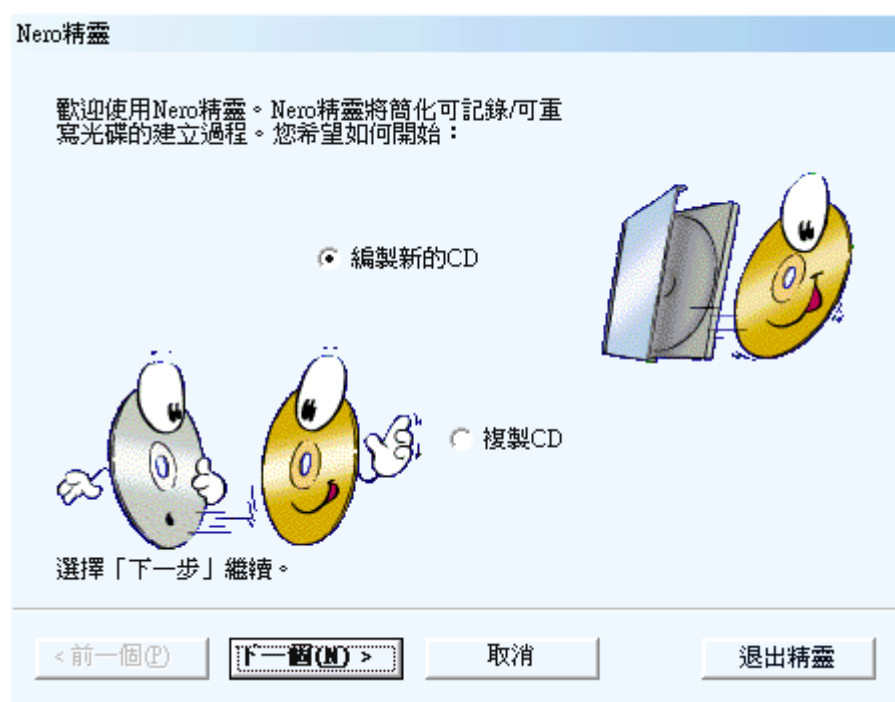 Nero精靈
歡迎使用Nero精靈。Nero精靈將簡化可記錄/可重
寫光碟的建立過程。您希望如何開始：
編製新的CD
複製CD
選擇「下一步」繼續。
<前一個(P)
下一個(N) >
取消
退出精靈